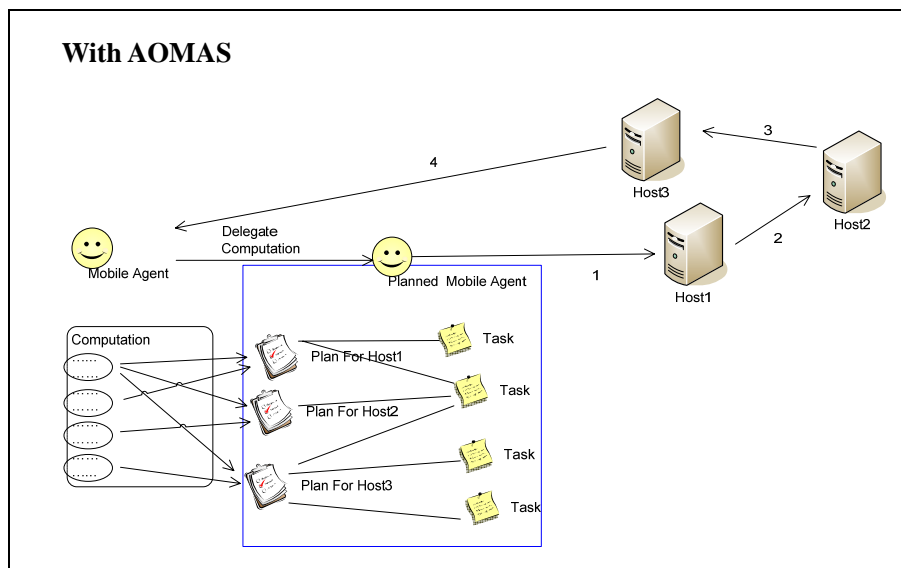 With AOMAS
3
4
Host3
Host2
Delegate
Computation
2
Mobile Agent
Planned Mobile Agent
1
Host1
Computation
Task
Plan For Host1
Task
Plan For Host2
Task
Plan For Host3
Task
......
......
......
......
......
......
......
......